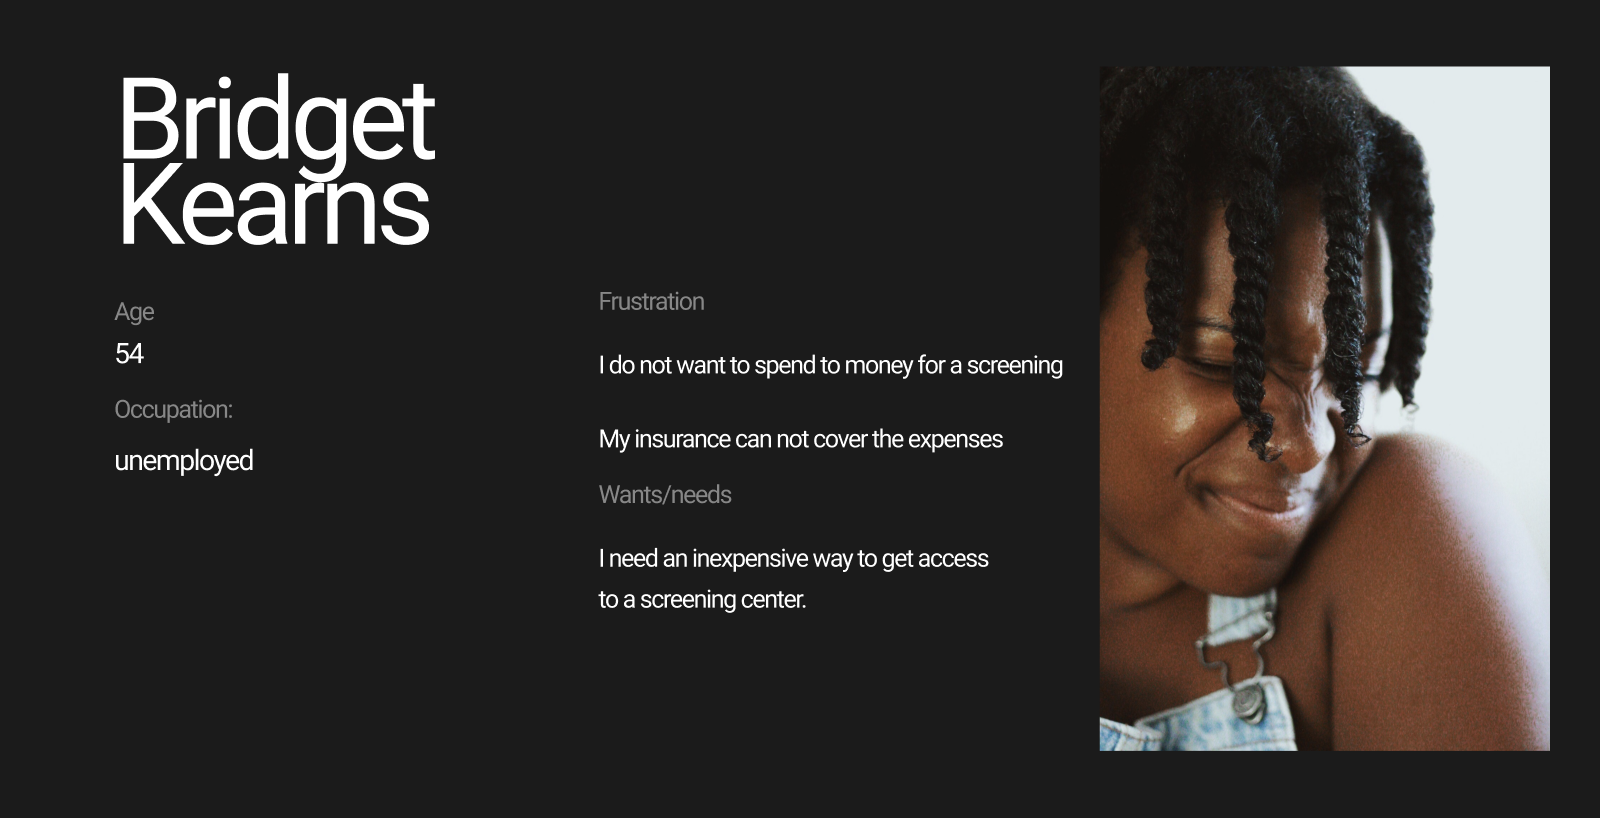 Bridget
Kearns
Age
54
Occupation:
unemployed
Frustration
I do not want to spend to money for a screening
My insurance can not cover the expenses
Wants/needs
I need an inexpensive way to get access
to a screening center.